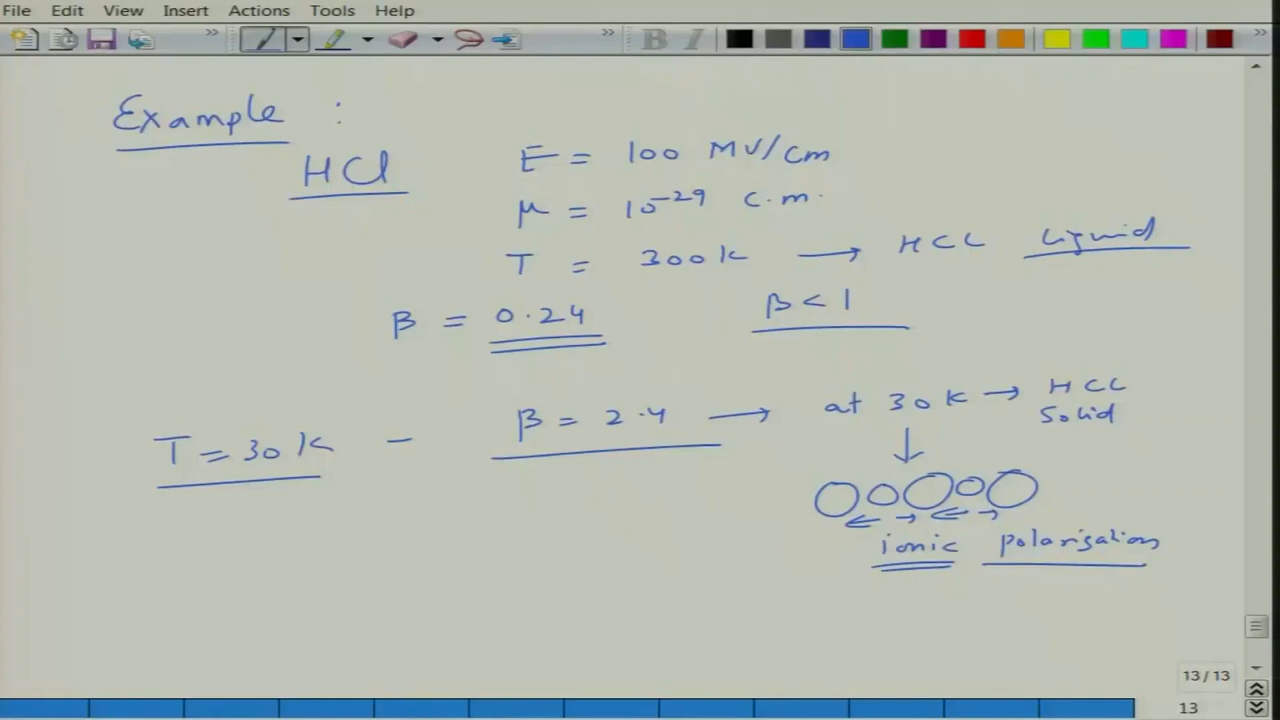 File Edit View Insert Actions Tools Help
Example :
HCl
E = 100 MV/cm
μ = 10⁻²⁹ C.m.
T = 300 K → HCL Liquid
β = 0.24 β < 1
T = 30 K - β = 2.4 → at 30 K → HCL
Solid
ionic polarisation
13 / 13
13